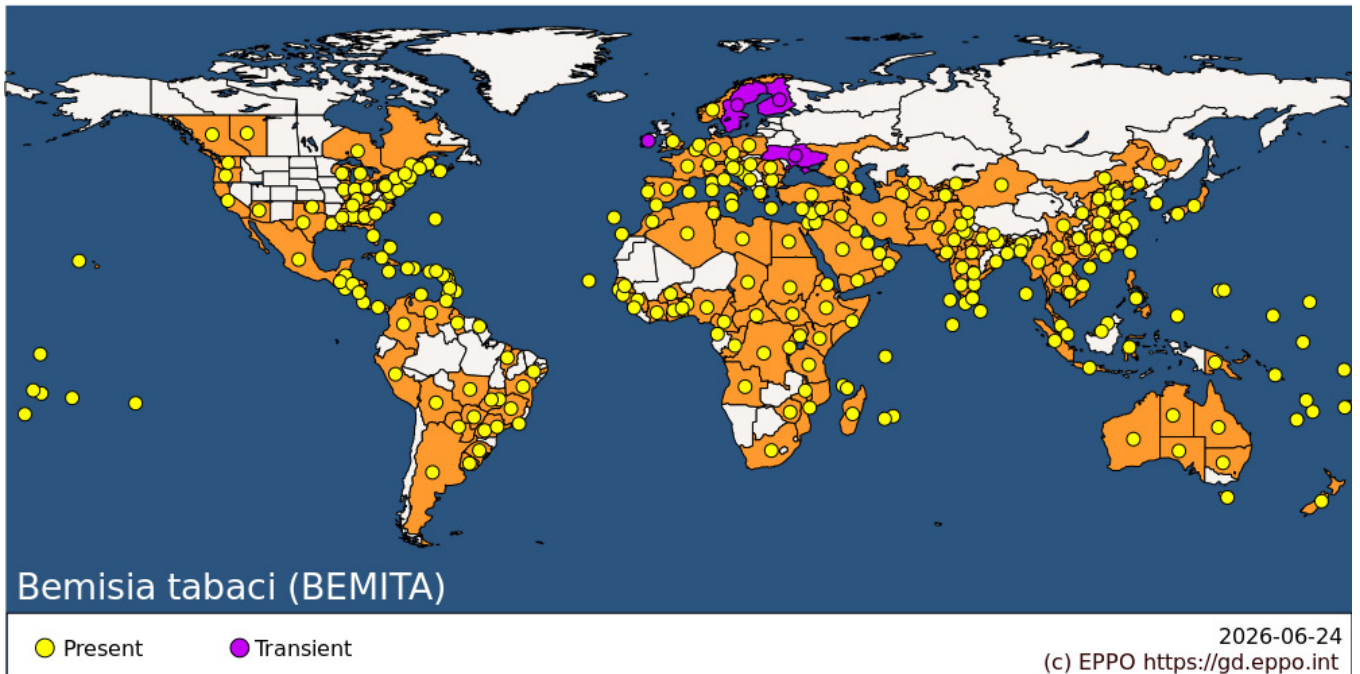 Bemisia tabaci (BEMITA)
Present
Transient
2026-06-24
(c) EPPO https://gd.eppo.int